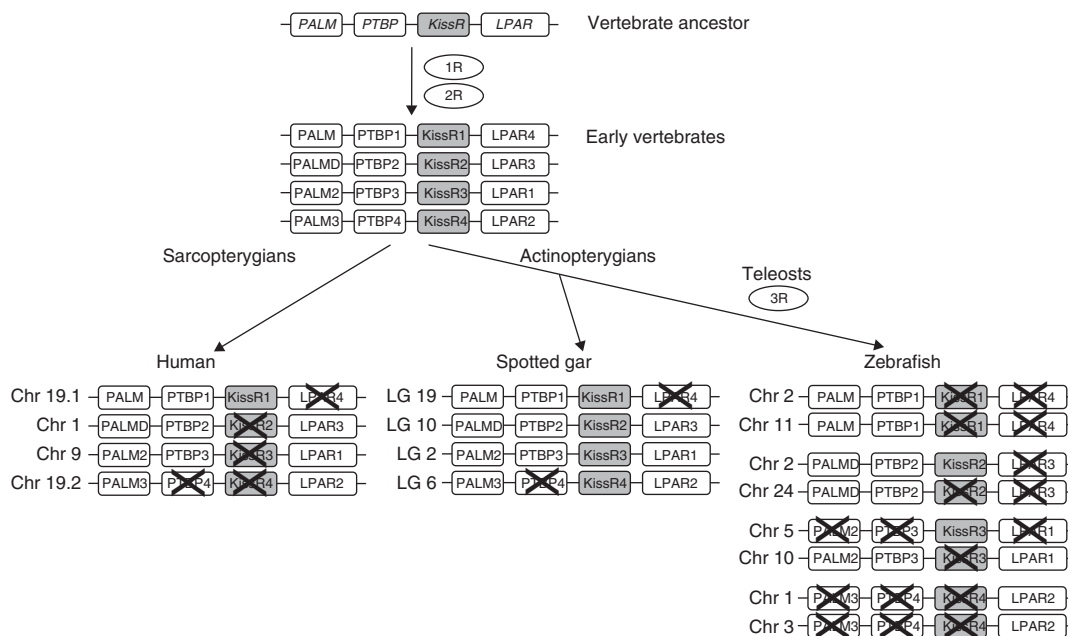 PALM PTBP KissR LPAR Vertebrate ancestor
1R
2R
PALM PTBP1 KissR1 LPAR4 Early vertebrates
PALMD PTBP2 KissR2 LPAR3
PALM2 PTBP3 KissR3 LPAR1
PALM3 PTBP4 KissR4 LPAR2
Sarcopterygians Actinopterygians
Teleosts
3R
Human Spotted gar Zebrafish
Chr 19.1 PALM PTBP1 KissR1 LPAR4 LG 19 PALM PTBP1 KissR1 LPAR4 Chr 2 PALM PTBP1 KissR1 LPAR4
Chr 1 PALMD PTBP2 KissR2 LPAR3 LG 10 PALMD PTBP2 KissR2 LPAR3 Chr 11 PALM PTBP1 KissR1 LPAR4
Chr 9 PALM2 PTBP3 KissR3 LPAR1 LG 2 PALM2 PTBP3 KissR3 LPAR1 Chr 2 PALMD PTBP2 KissR2 LPAR3
Chr 19.2 PALM3 PTBP4 KissR4 LPAR2 LG 6 PALM3 PTBP4 KissR4 LPAR2 Chr 24 PALMD PTBP2 KissR2 LPAR3
Chr 5 PALM2 PTBP3 KissR3 LPAR1
Chr 10 PALM2 PTBP3 KissR3 LPAR1
Chr 1 PALM3 PTBP4 KissR4 LPAR2
Chr 3 PALM3 PTBP4 KissR4 LPAR2